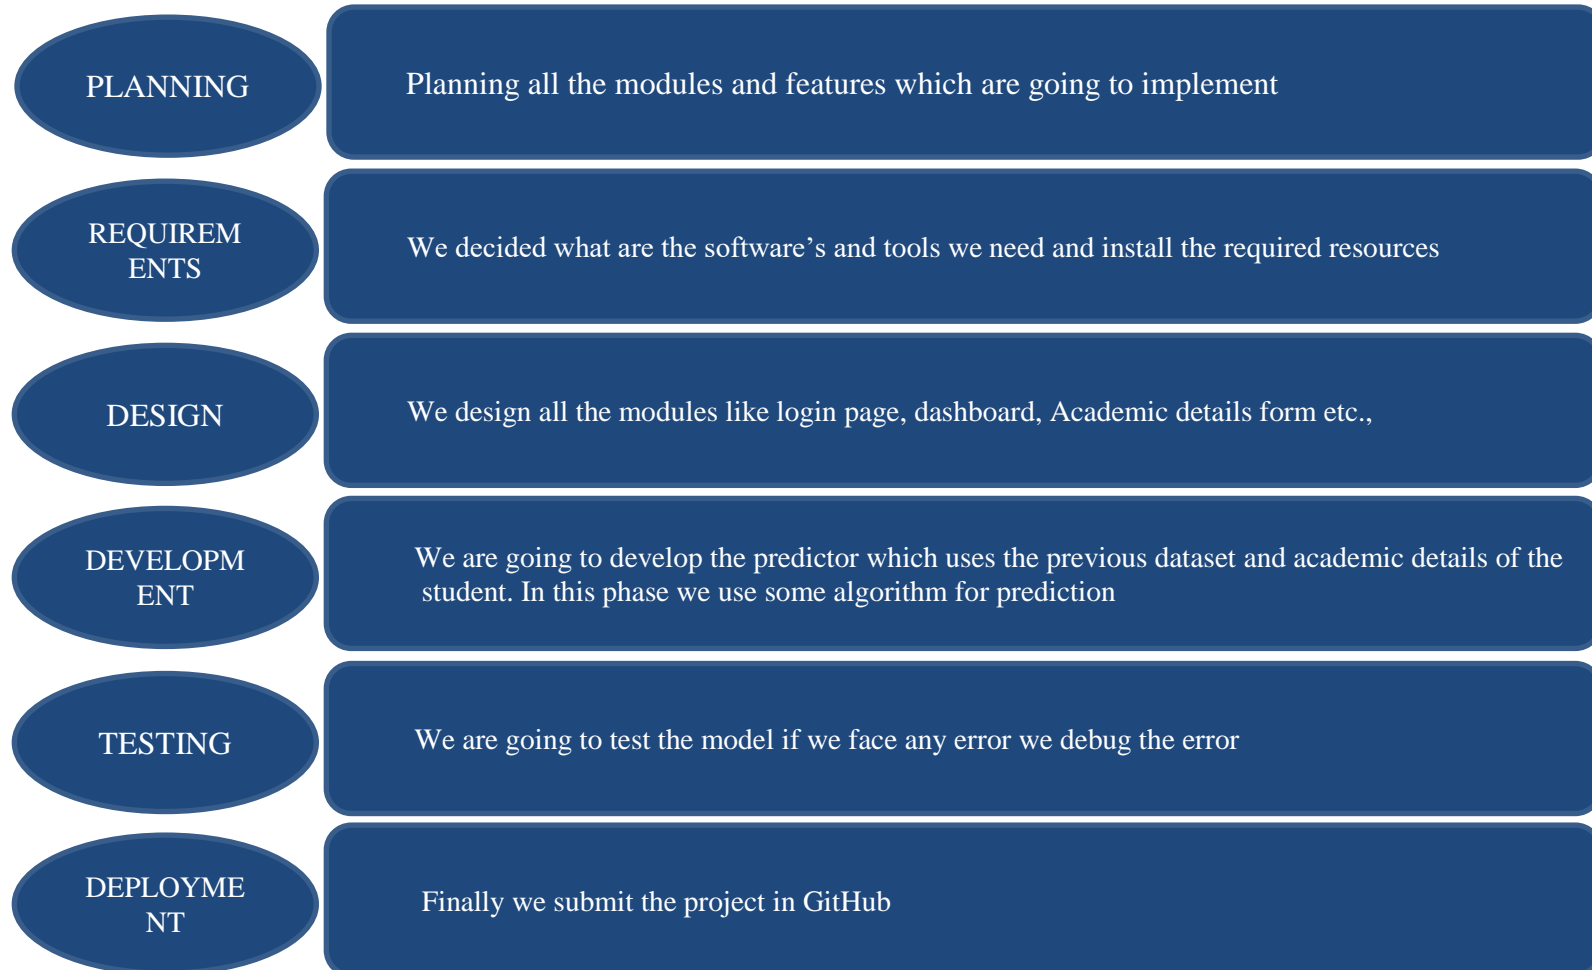 PLANNING
Planning all the modules and features which are going to implement
REQUIREM
ENTS
We decided what are the software’s and tools we need and install the required resources
DESIGN
We design all the modules like login page, dashboard, Academic details form etc.,
DEVELOPM
ENT
We are going to develop the predictor which uses the previous dataset and academic details of the
student. In this phase we use some algorithm for prediction
TESTING
We are going to test the model if we face any error we debug the error
DEPLOYME
NT
Finally we submit the project in GitHub